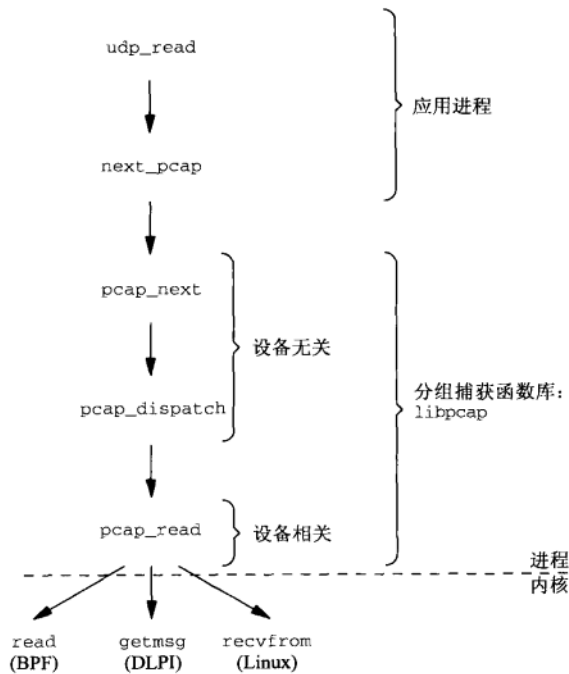 udp_read
应用进程
next_pcap
pcap_next
设备无关
pcap_dispatch
分组捕获函数库：
libpcap
pcap_read
设备相关
进程
内核
read
(BPF)
getmsg
(DLPI)
recvfrom
(Linux)